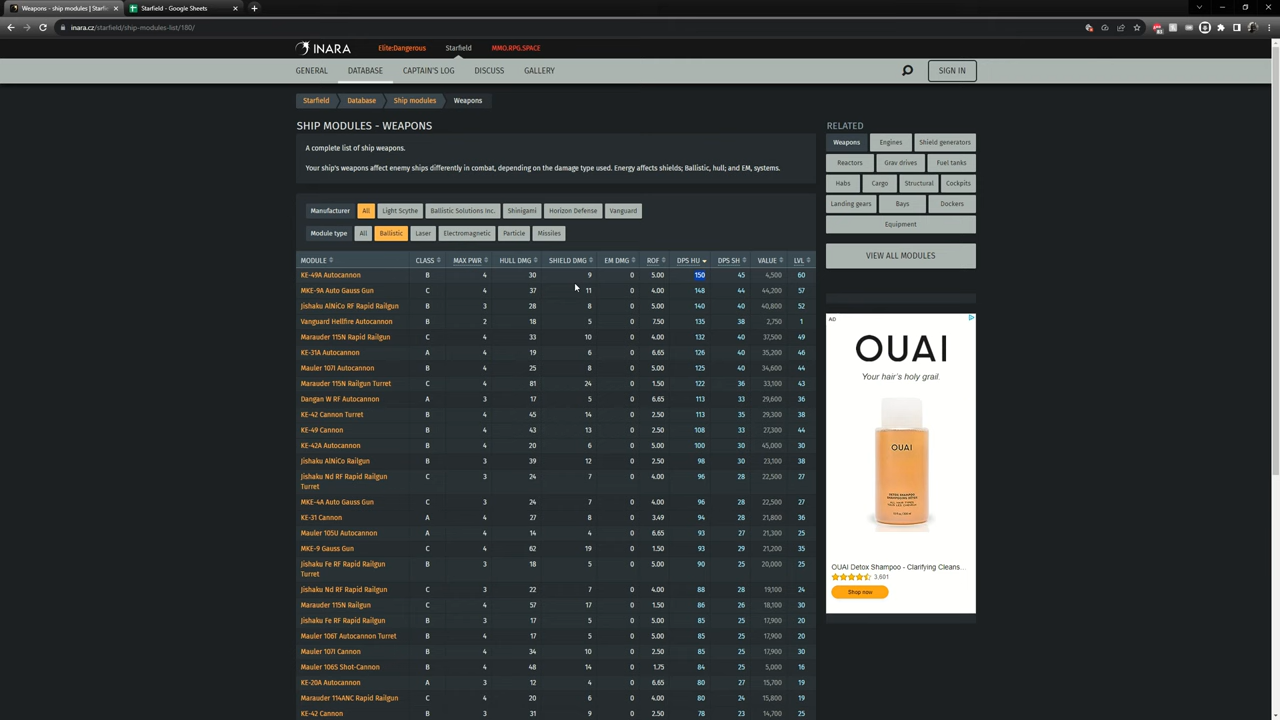 Weapons - ship modules | Starfi
Starfield - Google Sheets
inara.cz/starfield/ship-modules-list/180/
INARA
Elite:Dangerous
Starfield
MMO.RPG.SPACE
GENERAL
DATABASE
CAPTAIN'S LOG
DISCUSS
GALLERY
SIGN IN
Starfield
Database
Ship modules
Weapons
SHIP MODULES - WEAPONS
A complete list of ship weapons.
Your ship's weapons affect enemy ships differently in combat, depending on the damage type used. Energy affects shields; Ballistic, hull; and EM, systems.
Manufacturer All Light Scythe Ballistic Solutions Inc. Shinigami Horizon Defense Vanguard
Module type All Ballistic Laser Electromagnetic Particle Missiles
MODULE CLASS MAX PWR HULL DMG SHIELD DMG EM DMG ROF DPS HU DPS SH VALUE LVL
KE-49A Autocannon B 4 30 9 0 5.00 150 45 4,500 60
MKE-9A Auto Gauss Gun C 4 37 11 0 4.00 148 44 44,200 57
Jishaku AlNiCo RF Rapid Railgun B 3 28 8 0 5.00 140 40 40,800 52
Vanguard Hellfire Autocannon B 2 18 5 0 7.50 135 38 2,750 1
Marauder 115N Rapid Railgun C 4 33 10 0 4.00 132 40 37,500 49
KE-31A Autocannon A 4 19 6 0 6.65 126 40 35,200 46
Mauler 107I Autocannon B 4 25 8 0 5.00 125 40 34,600 44
Marauder 115N Railgun Turret C 4 81 24 0 1.50 122 36 33,100 43
Dangan W RF Autocannon A 3 17 5 0 6.65 113 33 29,600 36
KE-42 Cannon Turret B 4 45 14 0 2.50 113 35 29,300 38
KE-49 Cannon B 4 43 13 0 2.50 108 33 27,300 44
KE-42A Autocannon B 4 20 6 0 5.00 100 30 45,000 30
Jishaku AlNiCo Railgun B 3 39 12 0 2.50 98 30 23,100 38
Jishaku Nd RF Rapid Railgun
Turret C 3 24 7 0 4.00 96 28 22,500 27
MKE-4A Auto Gauss Gun C 4 24 7 0 4.00 96 28 22,500 27
KE-31 Cannon A 4 27 8 0 3.49 94 28 21,800 36
Mauler 105U Autocannon A 4 14 4 0 6.65 93 27 21,300 25
MKE-9 Gauss Gun C 4 62 19 0 1.50 93 29 21,200 35
Jishaku Fe RF Rapid Railgun
Turret B 3 18 5 0 5.00 90 25 20,000 25
Jishaku Nd RF Rapid Railgun C 3 22 7 0 4.00 88 28 19,100 24
Marauder 115N Railgun C 4 57 17 0 1.50 86 26 18,100 30
Jishaku Fe RF Rapid Railgun B 3 17 5 0 5.00 85 25 17,900 20
Mauler 106T Autocannon Turret B 4 17 5 0 5.00 85 25 17,900 20
Mauler 107I Cannon B 4 34 10 0 2.50 85 25 17,900 30
Mauler 106S Shot-Cannon B 4 48 14 0 1.75 84 25 5,000 16
KE-20A Autocannon A 3 12 4 0 6.65 80 27 15,700 19
Marauder 114ANC Rapid Railgun C 4 20 6 0 4.00 80 24 15,800 19
KE-42 Cannon B 3 31 9 0 2.50 78 23 14,700 25
RELATED
Weapons Engines Shield generators
Reactors Grav drives Fuel tanks
Habs Cargo Structural Cockpits
Landing gears Bays Dockers
Equipment
VIEW ALL MODULES
AD
OUAI
Your hair's holy grail.
OUAI
OUAI Detox Shampoo - Clarifying Cleans...
3,601
Shop now